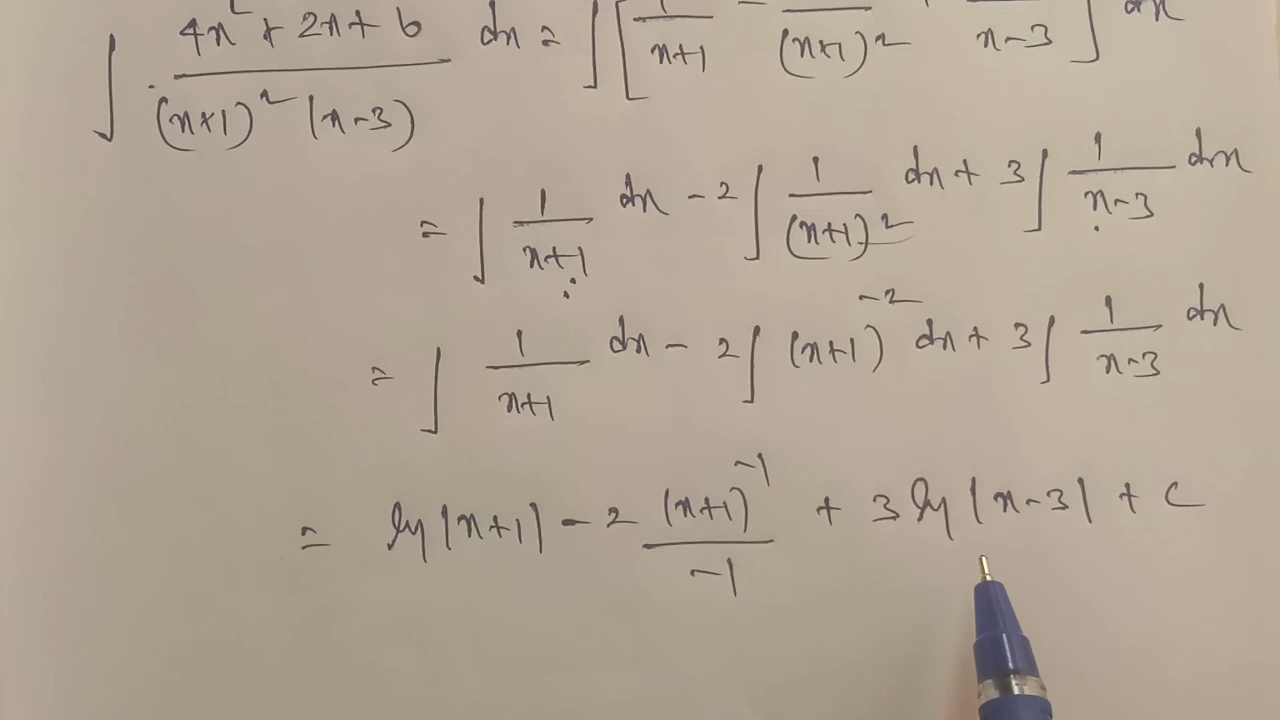 ∫ (4x² + 2x + 6)/((x+1)² (x-3)) dx = ∫ [ 1/(x+1) - /(x+1)² + /(x-3) ] dx
= ∫ 1/(x+1) dx - 2 ∫ 1/(x+1)² dx + 3 ∫ 1/(x-3) dx
= ∫ 1/(x+1) dx - 2 ∫ (x+1)⁻² dx + 3 ∫ 1/(x-3) dx
= log |x+1| - 2 (x+1)⁻¹/-1 + 3 log |x-3| + c